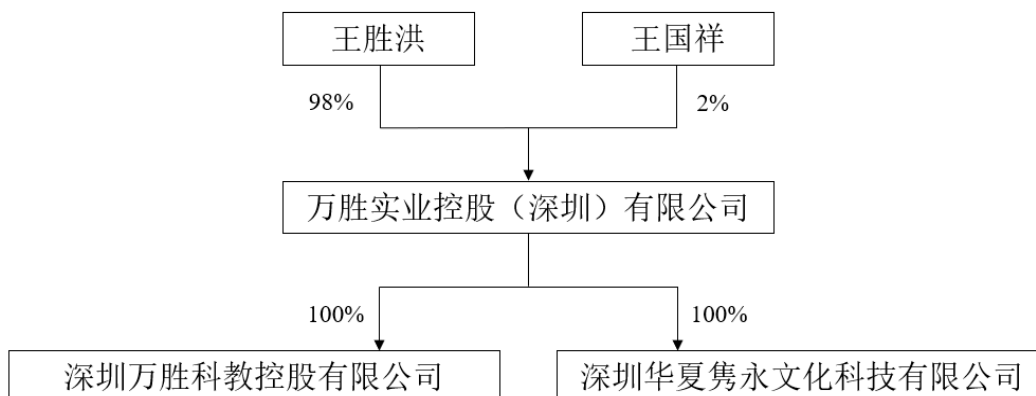 王胜洪
王国祥
98%
2%
万胜实业控股（深圳）有限公司
100%
100%
深圳万胜科教控股有限公司
深圳华夏隽永文化科技有限公司